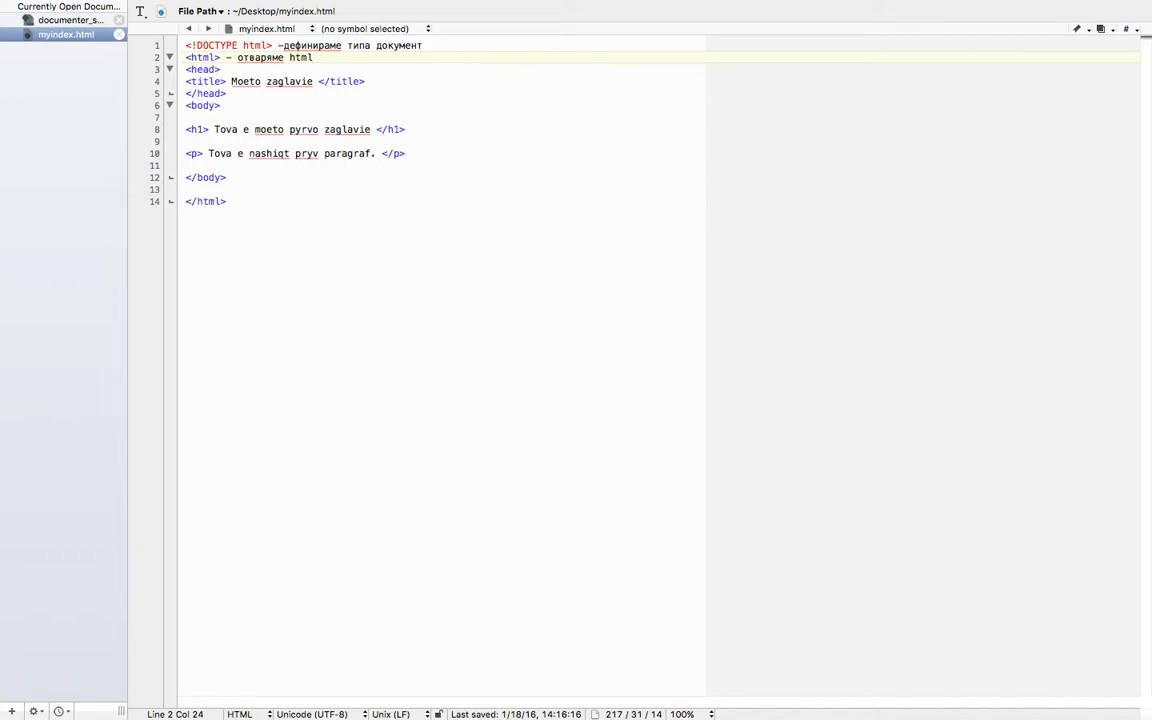 Currently Open Docum...
documenter_s...
myindex.html
File Path ▾ : ~/Desktop/myindex.html
myindex.html
(no symbol selected)
#
1 <!DOCTYPE html> -дефинираме типа документ
2 <html> - отваряме html
3 <head>
4 <title> Moeto zaglavie </title>
5 </head>
6 <body>
7
8 <h1> Tova e moeto pyrvo zaglavie </h1>
9
10 <p> Tova e nashiqt pryv paragraf. </p>
11
12 </body>
13
14 </html>
Line 2 Col 24
HTML
Unicode (UTF-8)
Unix (LF)
Last saved: 1/18/16, 14:16:16
217 / 31 / 14
100%